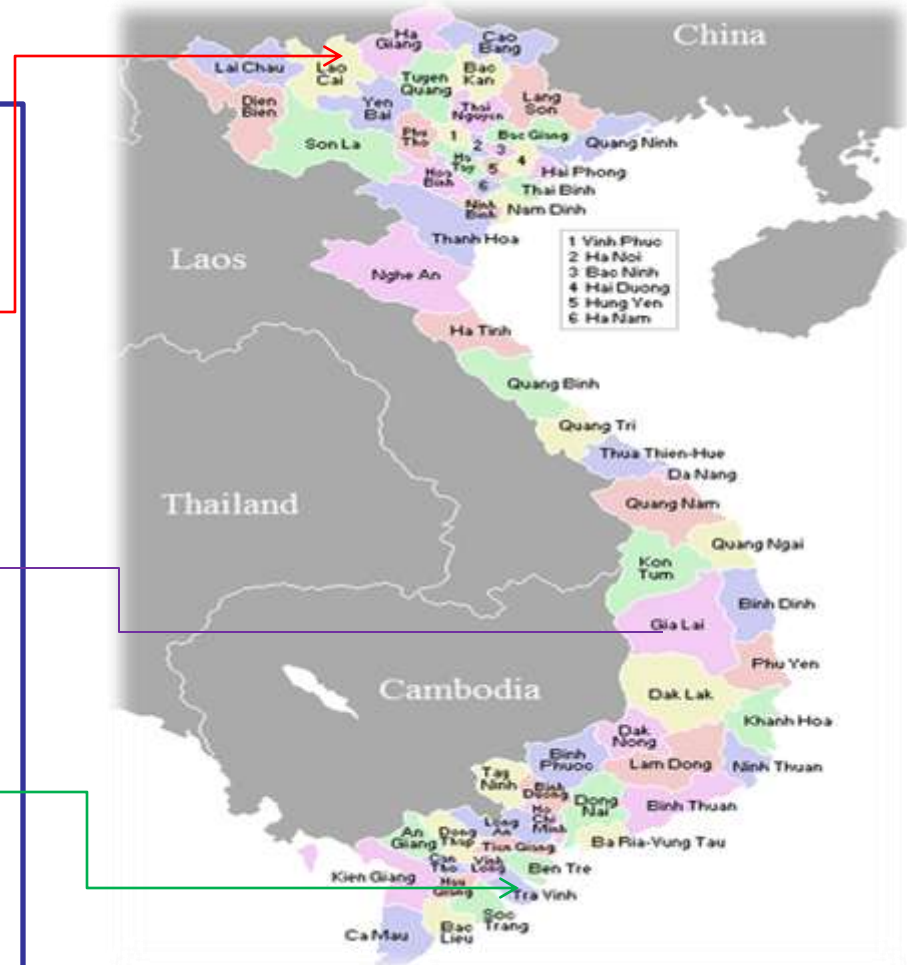 China
Ha
Giang
Cao
Bang
Lai Chau
Lao
Cai
Tuyen
Quang
Bac
Kan
Dien
Bien
Yen
Bai
Thai
Nguyen
Lang
Son
Son La
Phu
Tho
1
2
3
Bac Giang
Quang Ninh
Ha
Tay
5
4
Hai Phong
Hoa
Binh
6
Thai Binh
Ninh
Binh
Nam Dinh
Thanh Hoa
Laos
Nghe An
1 Vinh Phuc
2 Ha Noi
3 Bac Ninh
4 Hai Duong
5 Hung Yen
6 Ha Nam
Ha Tinh
Quang Binh
Quang Tri
Thua Thien-Hue
Da Nang
Thailand
Quang Nam
Quang Ngai
Kon
Tum
Binh Dinh
Gia Lai
Phu Yen
Cambodia
Dak Lak
Khanh Hoa
Dak
Nong
Binh
Phuoc
Lam Dong
Ninh Thuan
Tay
Ninh
Binh
Duong
Dong
Nai
Binh Thuan
Ho
Chi
Minh
Long
An
An
Giang
Dong
Thap
Tien Giang
Ba Ria-Vung Tau
Can
Tho
Vinh
Long
Ben Tre
Kien Giang
Hau
Giang
Tra Vinh
Soc
Trang
Ca Mau
Bac
Lieu